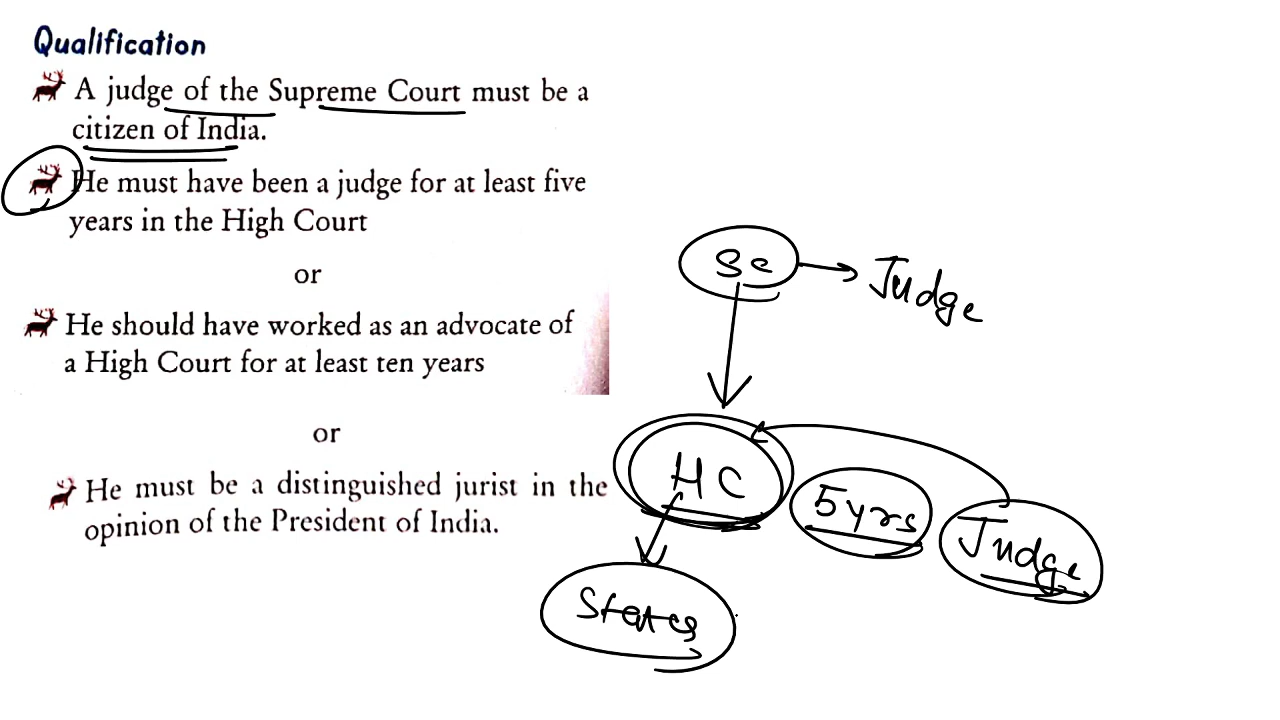 Qualification
A judge of the Supreme Court must be a
citizen of India.
He must have been a judge for at least five
years in the High Court
or
He should have worked as an advocate of
a High Court for at least ten years
or
He must be a distinguished jurist in the
opinion of the President of India.
SC
Judge
HC
5 yrs
Judge
States